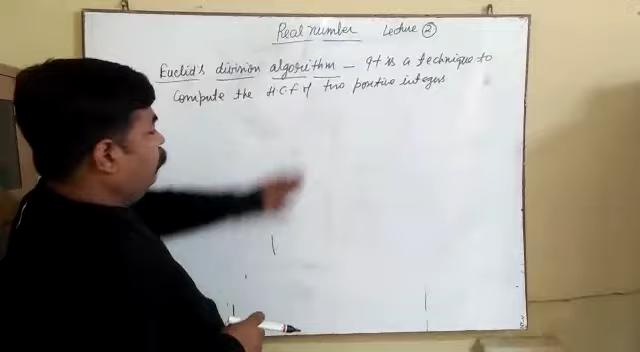 Real number Lecture 2
Euclid's division algorithm - It is a technique to
compute the H.C.F of two positive integers